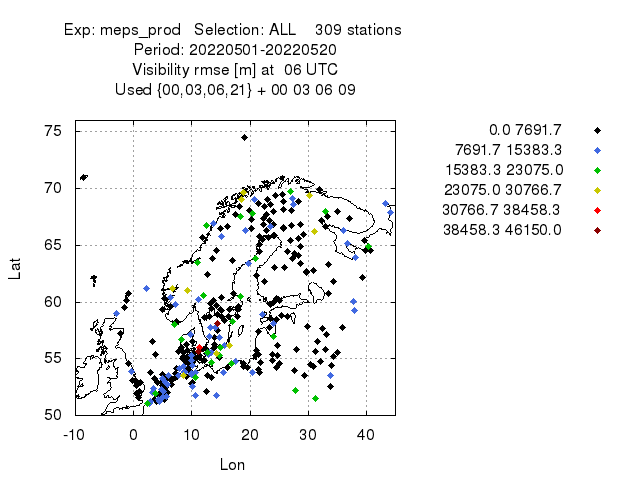 Exp: meps_prod Selection: ALL 309 stations
Period: 20220501-20220520
Visibility rmse [m] at 06 UTC
Used {00,03,06,21} + 00 03 06 09
0.0 7691.7
7691.7 15383.3
15383.3 23075.0
23075.0 30766.7
30766.7 38458.3
38458.3 46150.0
75
70
65
60
55
50
Lat
-10 0 10 20 30 40
Lon